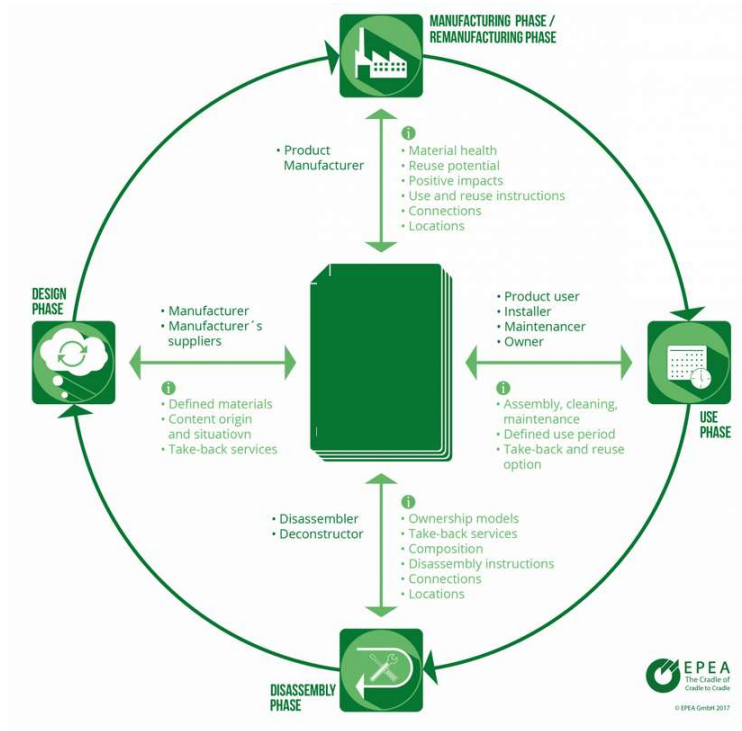 MANUFACTURING PHASE /
REMANUFACTURING PHASE
• Product
Manufacturer
i
• Material health
• Reuse potential
• Positive impacts
• Use and reuse instructions
• Connections
• Locations
DESIGN
PHASE
• Manufacturer
• Manufacturer´s
suppliers
i
• Defined materials
• Content origin
and situatiovn
• Take-back services
• Product user
• Installer
• Maintenancer
• Owner
i
• Assembly, cleaning,
maintenance
• Defined use period
• Take-back and reuse
option
USE
PHASE
• Disassembler
• Deconstructor
i
• Ownership models
• Take-back services
• Composition
• Disassembly instructions
• Connections
• Locations
DISASSEMBLY
PHASE
EPEA
The Cradle of
Cradle to Cradle
© EPEA GmbH 2017